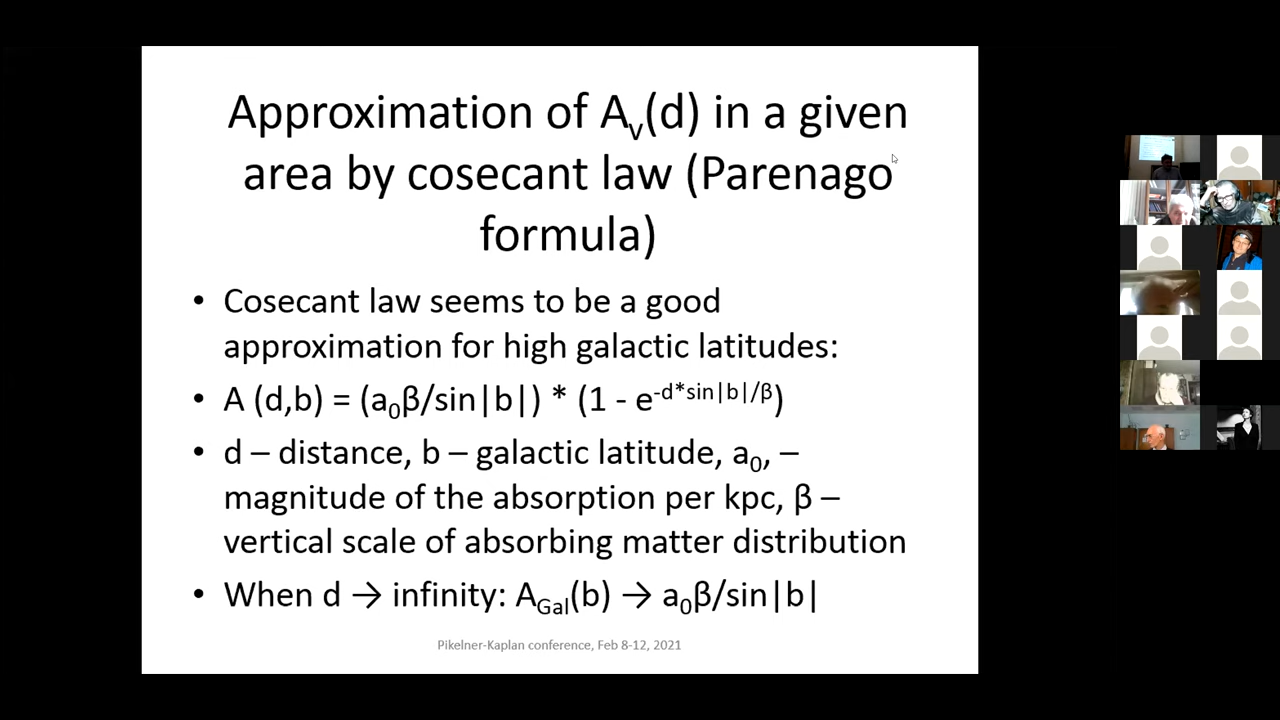 Approximation of Aᵥ(d) in a given
area by cosecant law (Parenago
formula)
• Cosecant law seems to be a good
approximation for high galactic latitudes:
• A (d,b) = (a₀β/sin|b|) * (1 - e^-d*sin|b|/β)
• d – distance, b – galactic latitude, a₀, –
magnitude of the absorption per kpc, β –
vertical scale of absorbing matter distribution
• When d → infinity: A_Gal(b) → a₀β/sin|b|
Pikelner-Kaplan conference, Feb 8-12, 2021